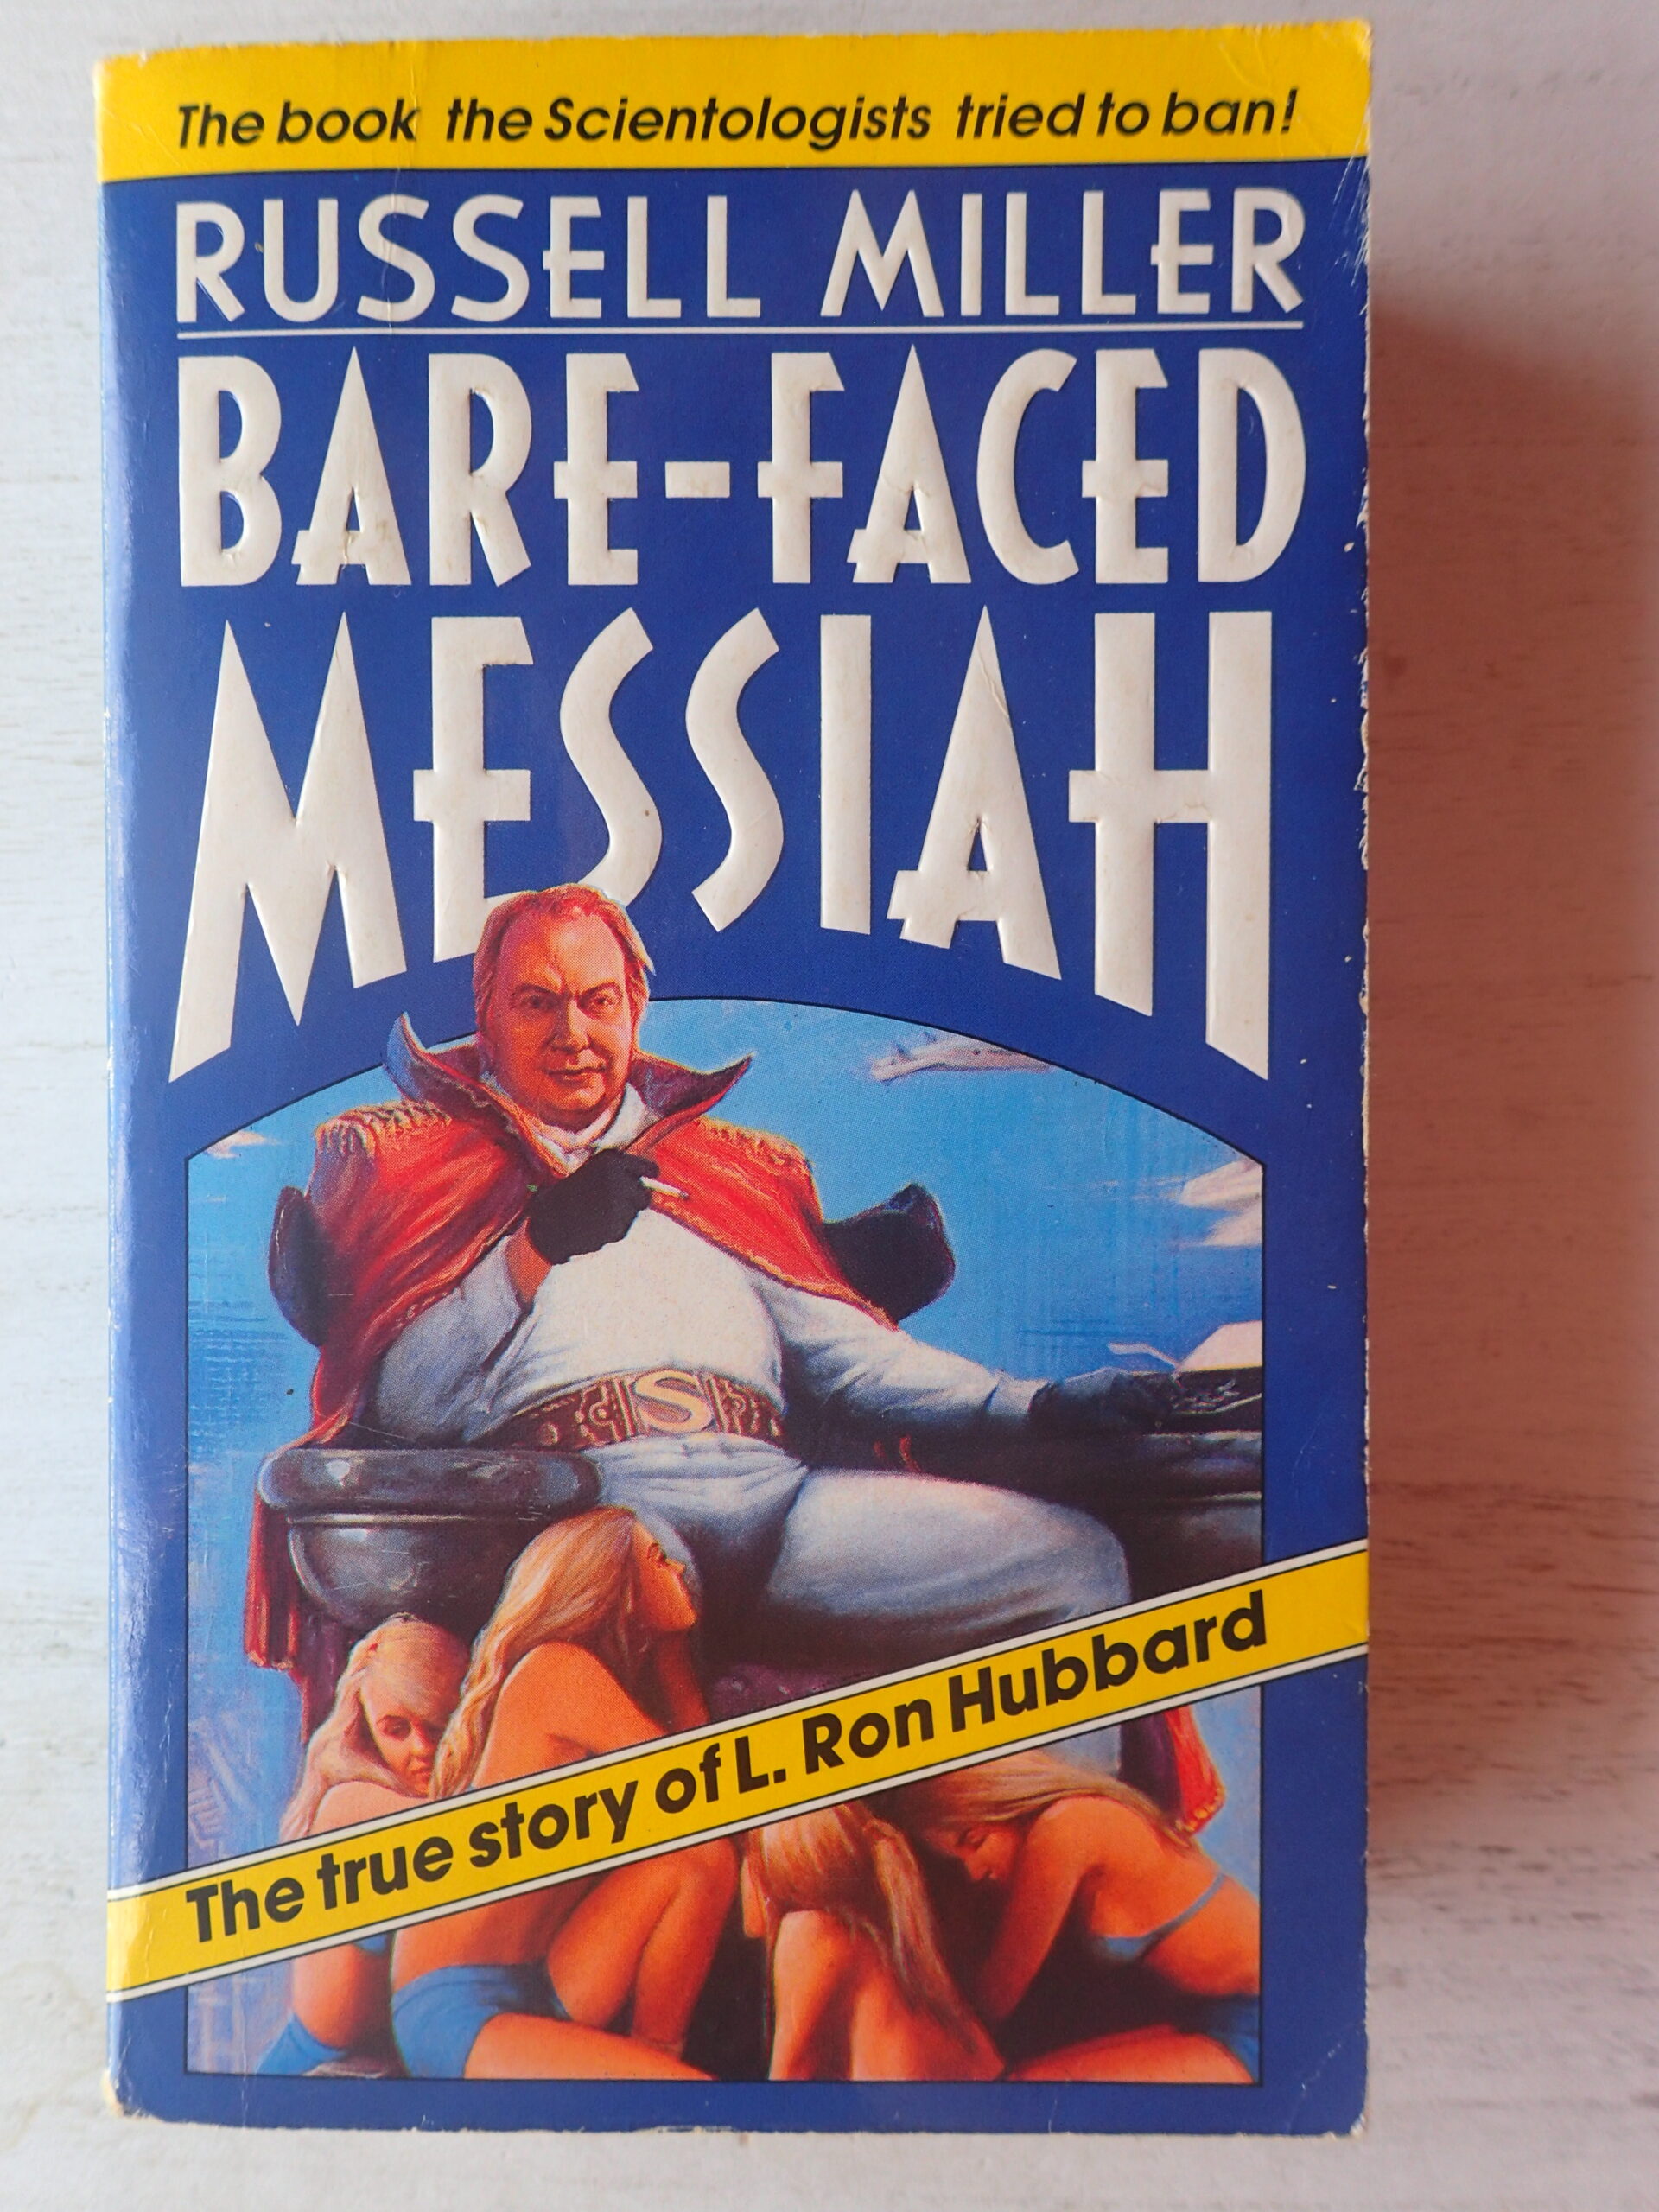 The book the Scientologists tried to ban!
RUSSELL MILLER
BARE-FACED
MESSIAH
S
The true story of L. Ron Hubbard